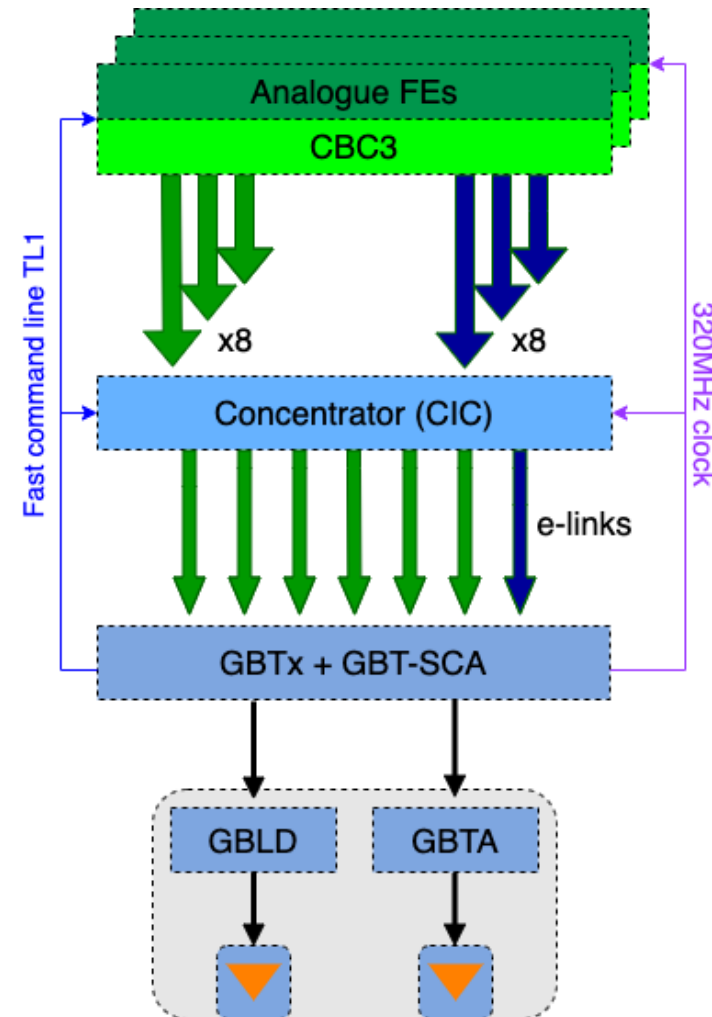 Analogue FEs
CBC3
Fast command line TL1
320MHz clock
x8
x8
Concentrator (CIC)
e-links
GBTx + GBT-SCA
GBLD
GBTA